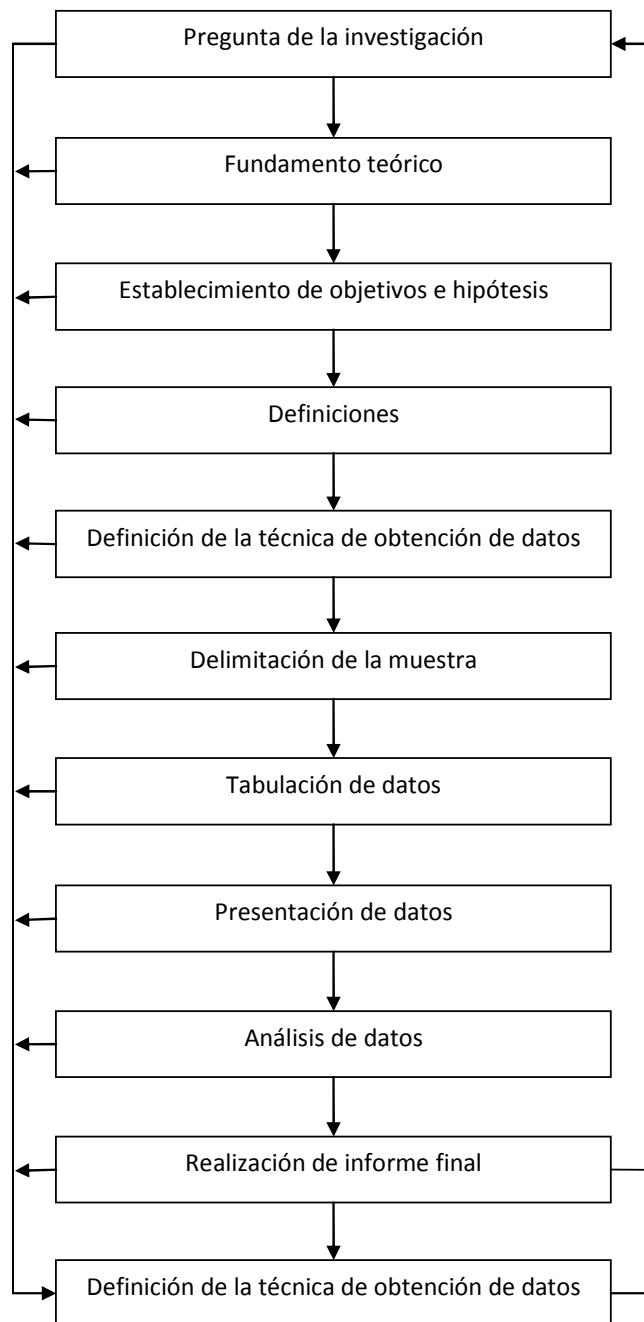 Pregunta de la investigación
Fundamento teórico
Establecimiento de objetivos e hipótesis
Definiciones
Definición de la técnica de obtención de datos
Delimitación de la muestra
Tabulación de datos
Presentación de datos
Análisis de datos
Realización de informe final
Definición de la técnica de obtención de datos